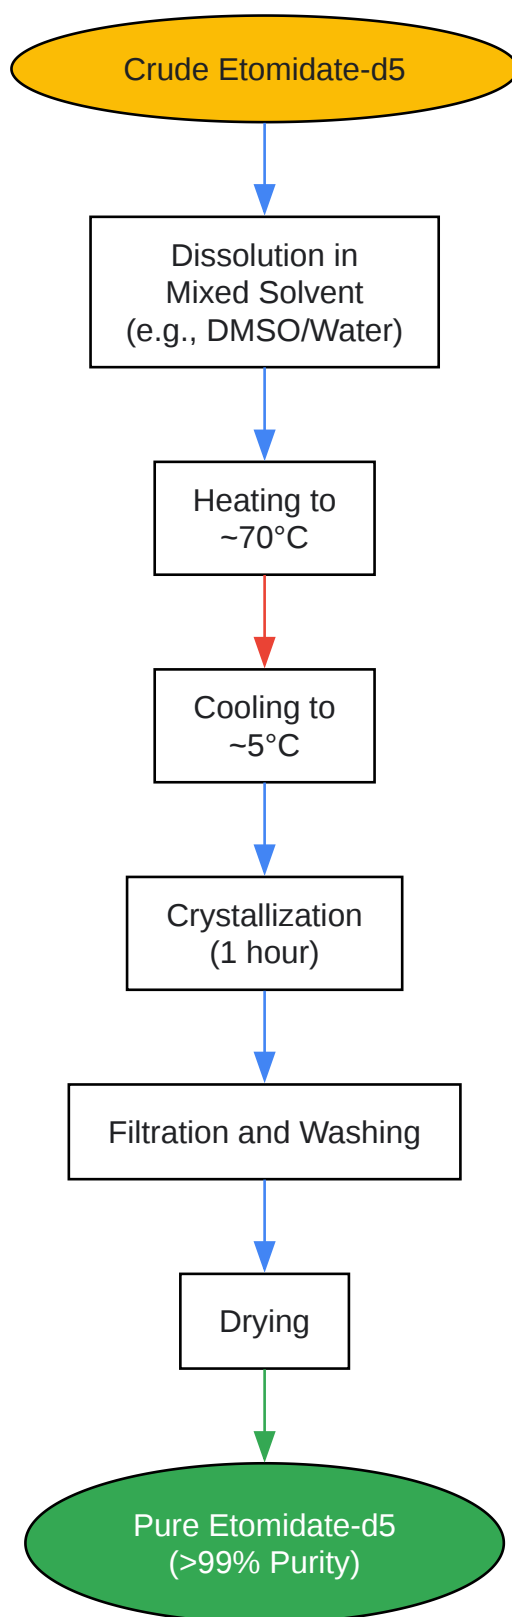 Crude Etomidate-d5
Dissolution in
Mixed Solvent
(e.g., DMSO/Water)
Heating to
~70°C
Cooling to
~5°C
Crystallization
(1 hour)
Filtration and Washing
Drying
Pure Etomidate-d5
(>99% Purity)